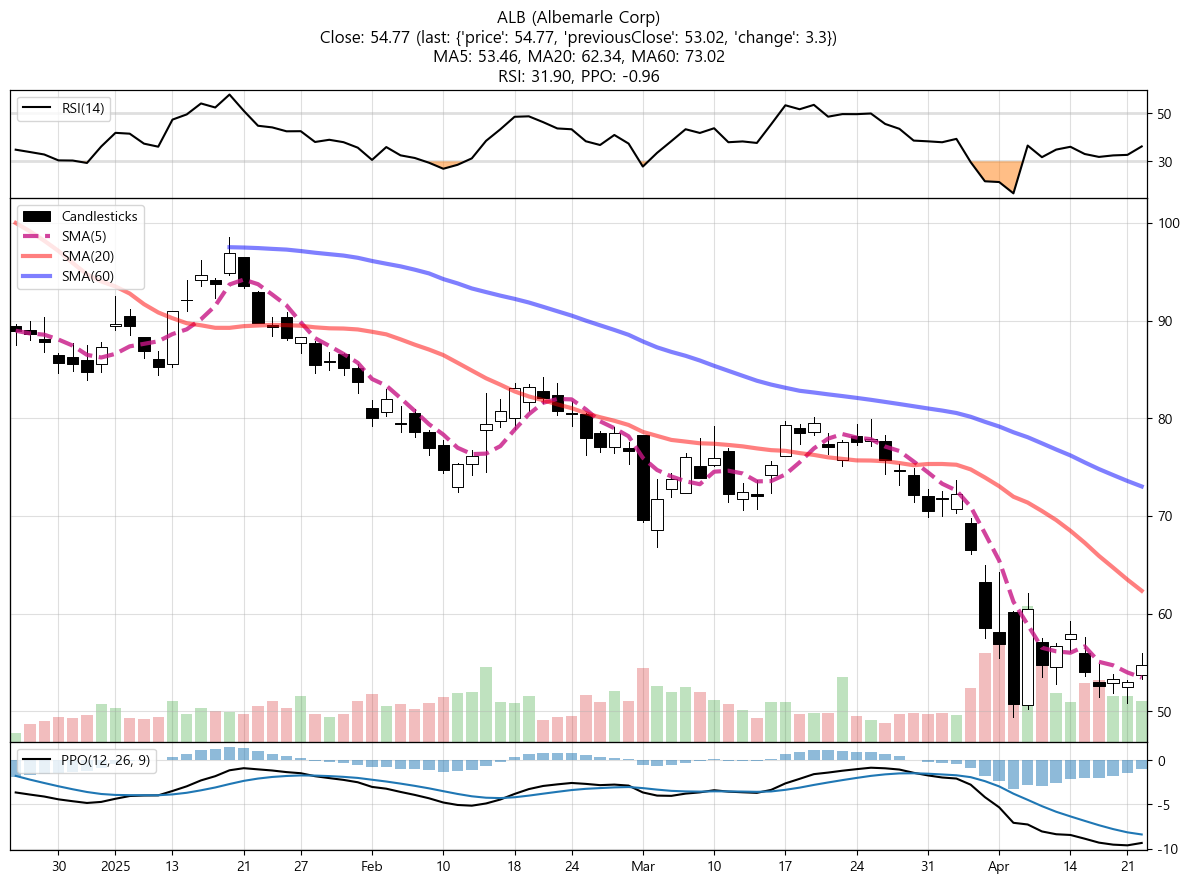 ALB (Albemarle Corp)
Close: 54.77 (last: {'price': 54.77, 'previousClose': 53.02, 'change': 3.3})
MA5: 53.46, MA20: 62.34, MA60: 73.02
RSI: 31.90, PPO: -0.96
RSI(14)
50
30
Candlesticks
SMA(5)
SMA(20)
SMA(60)
100
90
80
70
60
50
PPO(12, 26, 9)
0
-5
-10
30 2025 13 21 27 Feb 10 18 24 Mar 10 17 24 31 Apr 14 21